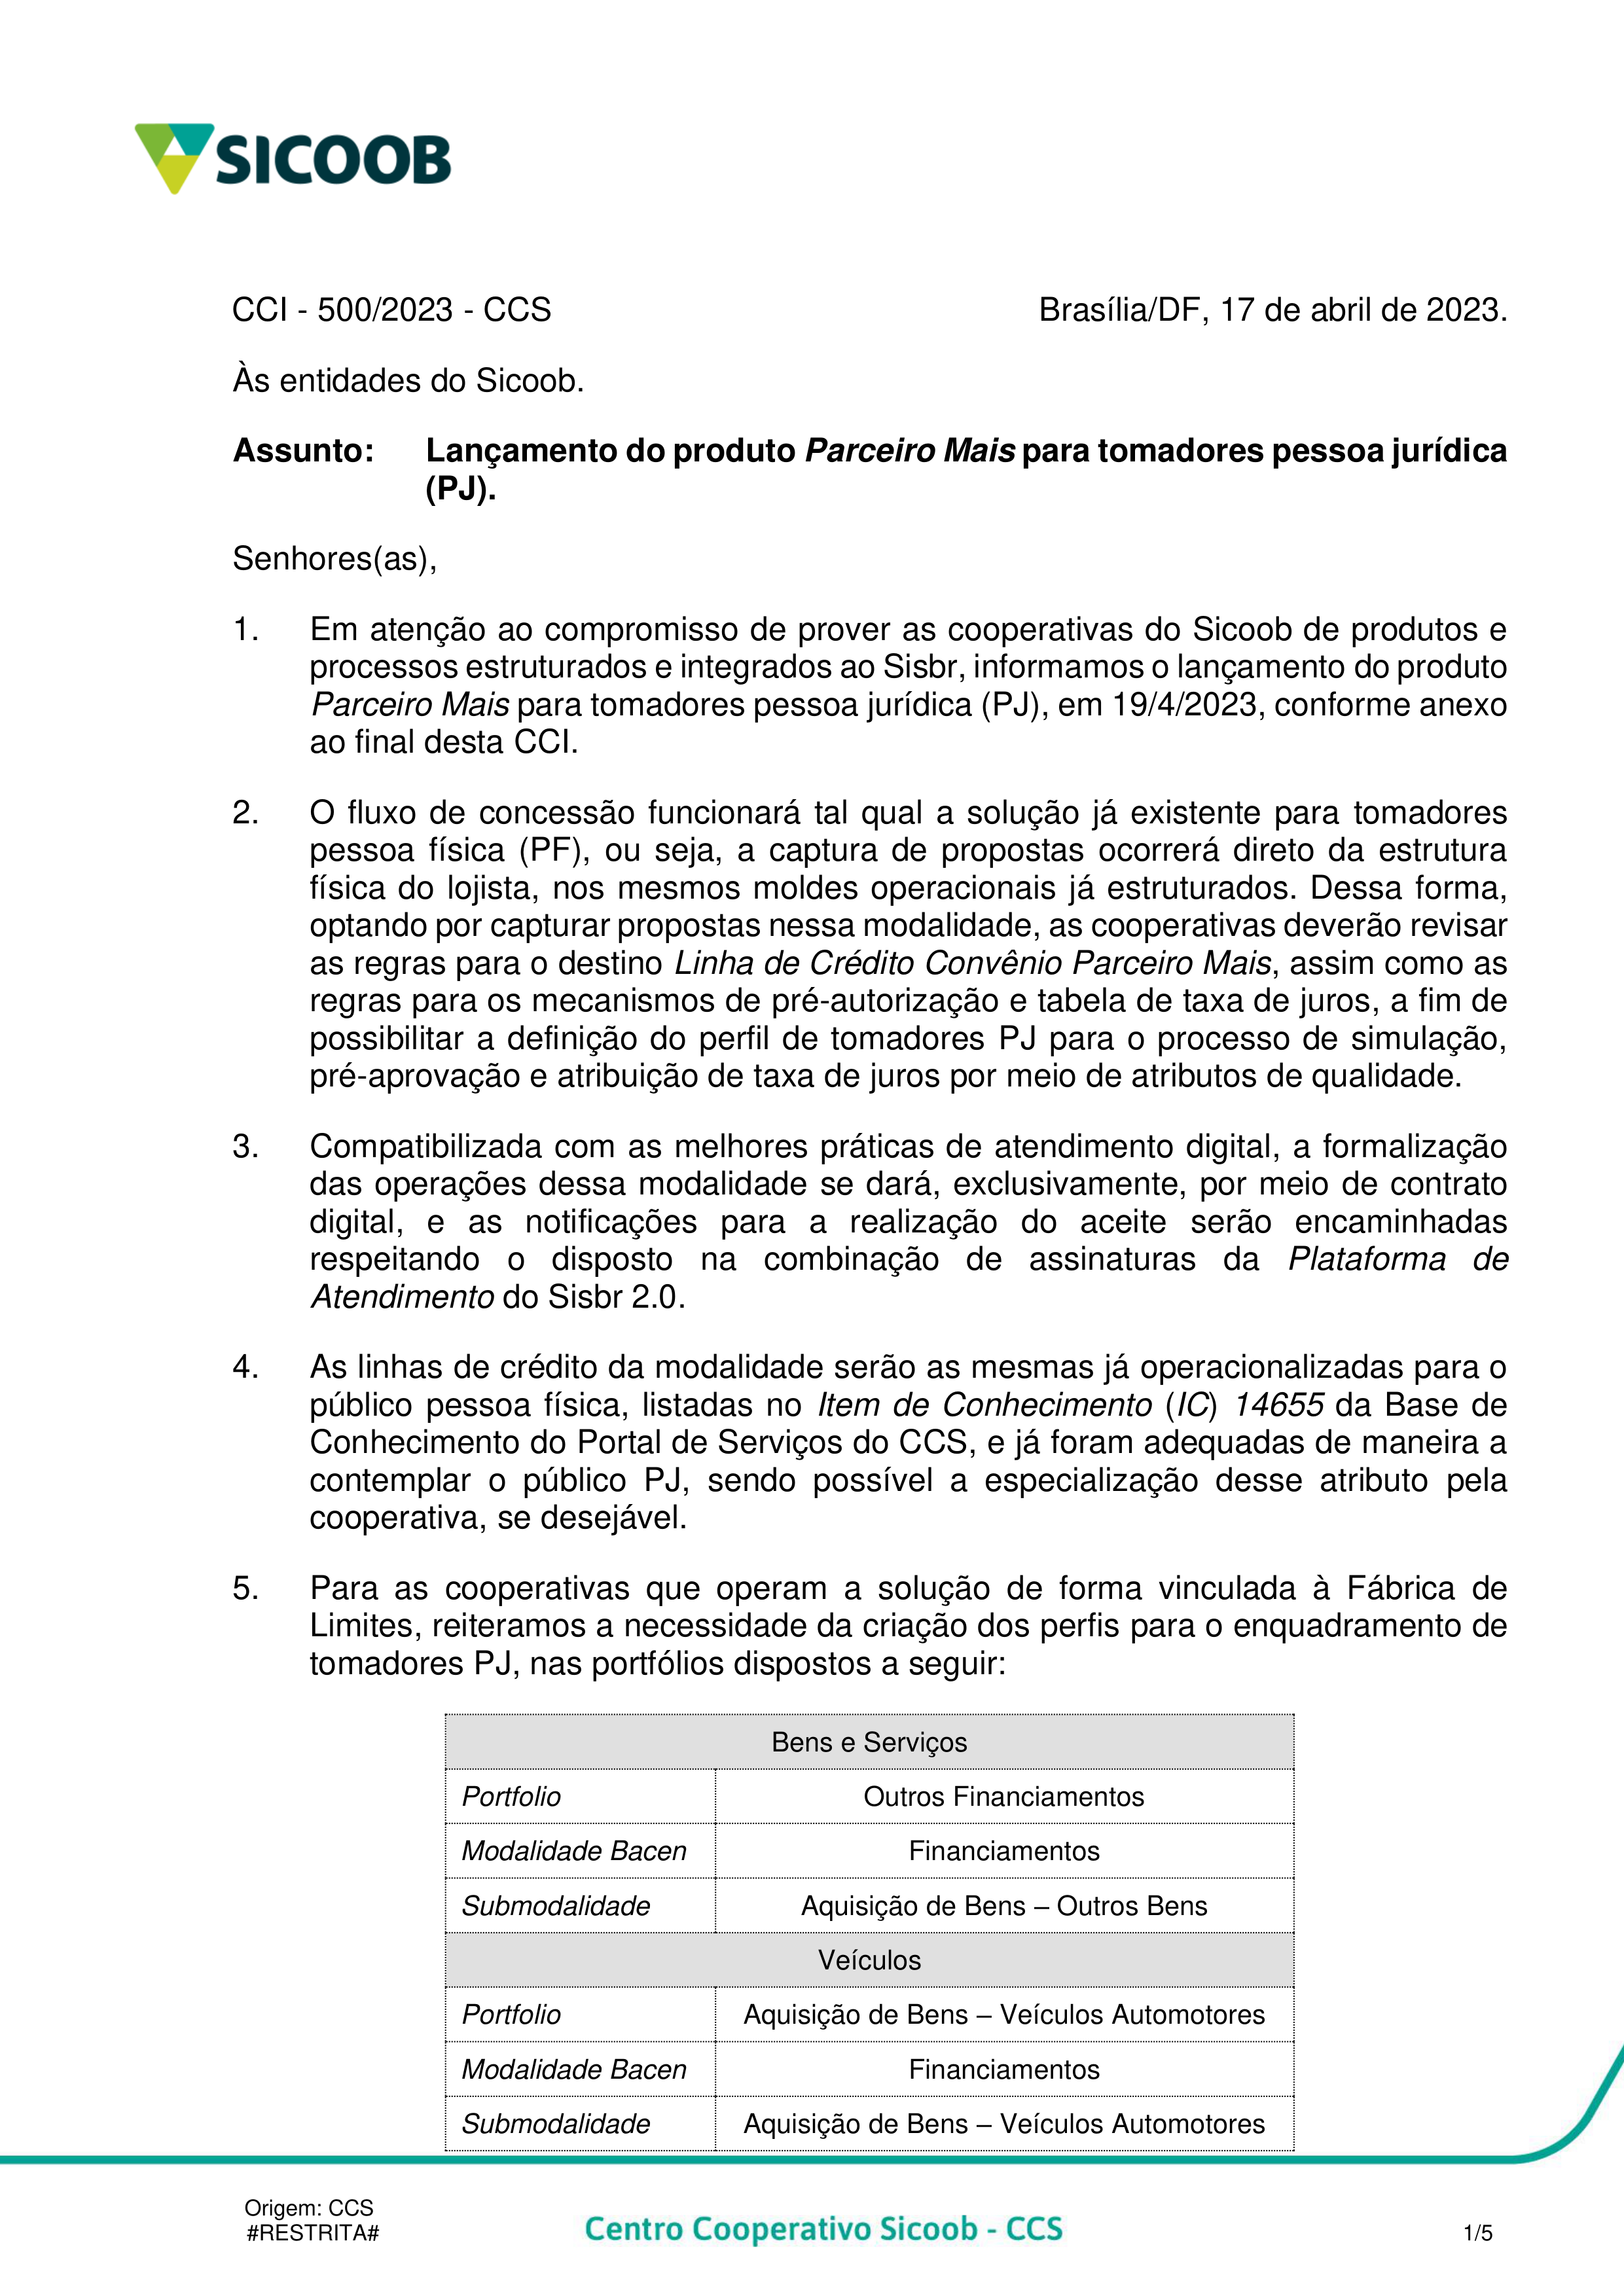 SICOOB
CCI - 500/2023 - CCS Brasília/DF, 17 de abril de 2023.
Às entidades do Sicoob.
Assunto: Lançamento do produto Parceiro Mais para tomadores pessoa jurídica
(PJ).
Senhores(as),
1. Em atenção ao compromisso de prover as cooperativas do Sicoob de produtos e
processos estruturados e integrados ao Sisbr, informamos o lançamento do produto
Parceiro Mais para tomadores pessoa jurídica (PJ), em 19/4/2023, conforme anexo
ao final desta CCI.
2. O fluxo de concessão funcionará tal qual a solução já existente para tomadores
pessoa física (PF), ou seja, a captura de propostas ocorrerá direto da estrutura
física do lojista, nos mesmos moldes operacionais já estruturados. Dessa forma,
optando por capturar propostas nessa modalidade, as cooperativas deverão revisar
as regras para o destino Linha de Crédito Convênio Parceiro Mais, assim como as
regras para os mecanismos de pré-autorização e tabela de taxa de juros, a fim de
possibilitar a definição do perfil de tomadores PJ para o processo de simulação,
pré-aprovação e atribuição de taxa de juros por meio de atributos de qualidade.
3. Compatibilizada com as melhores práticas de atendimento digital, a formalização
das operações dessa modalidade se dará, exclusivamente, por meio de contrato
digital, e as notificações para a realização do aceite serão encaminhadas
respeitando o disposto na combinação de assinaturas da Plataforma de
Atendimento do Sisbr 2.0.
4. As linhas de crédito da modalidade serão as mesmas já operacionalizadas para o
público pessoa física, listadas no Item de Conhecimento (IC) 14655 da Base de
Conhecimento do Portal de Serviços do CCS, e já foram adequadas de maneira a
contemplar o público PJ, sendo possível a especialização desse atributo pela
cooperativa, se desejável.
5. Para as cooperativas que operam a solução de forma vinculada à Fábrica de
Limites, reiteramos a necessidade da criação dos perfis para o enquadramento de
tomadores PJ, nas portfólios dispostos a seguir:
Bens e Serviços
Portfolio Outros Financiamentos
Modalidade Bacen Financiamentos
Submodalidade Aquisição de Bens – Outros Bens
Veículos
Portfolio Aquisição de Bens – Veículos Automotores
Modalidade Bacen Financiamentos
Submodalidade Aquisição de Bens – Veículos Automotores
Origem: CCS
#RESTRITA#
Centro Cooperativo Sicoob - CCS
1/5